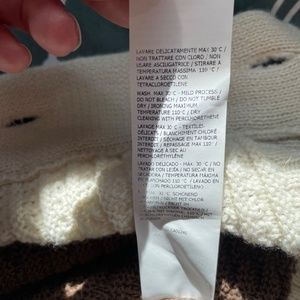 LAVARE DELICATAMENTE MAX 30°C /
NON TRATTARE CON CLORO / NON
USARE ASCIUGATRICE / STIRARE A
TEMPERATURA MASSIMA 110°C /
LAVARE A SECCO CON
TETRACLOROETILENE
WASH MAX 30°C - MILD PROCESS /
DO NOT BLEACH / DO NOT TUMBLE
DRY / IRONING MAXIMUM
TEMPERATURE 110°C / DRY
CLEANING WITH PERCHLORETHENE
LAVAGE MAX 30°C - TEXTILES
DÉLICATS / BLANCHIMENT CHLORÉ
INTERDIT / SÉCHAGE EN TAMBOUR
INTERDIT / REPASSAGE MAX 110°
NETTOYAGE À SEC AU
PERCHLORÉTHYLÈNE
LAVADO DELICADO - MAX 30°C / NO
TRATAR CON LEJÍA / NO SECAR EN
SECADORA / TEMPERATURA MÁXIMA
DE PLANCHADO 110°C / LAVADO EN